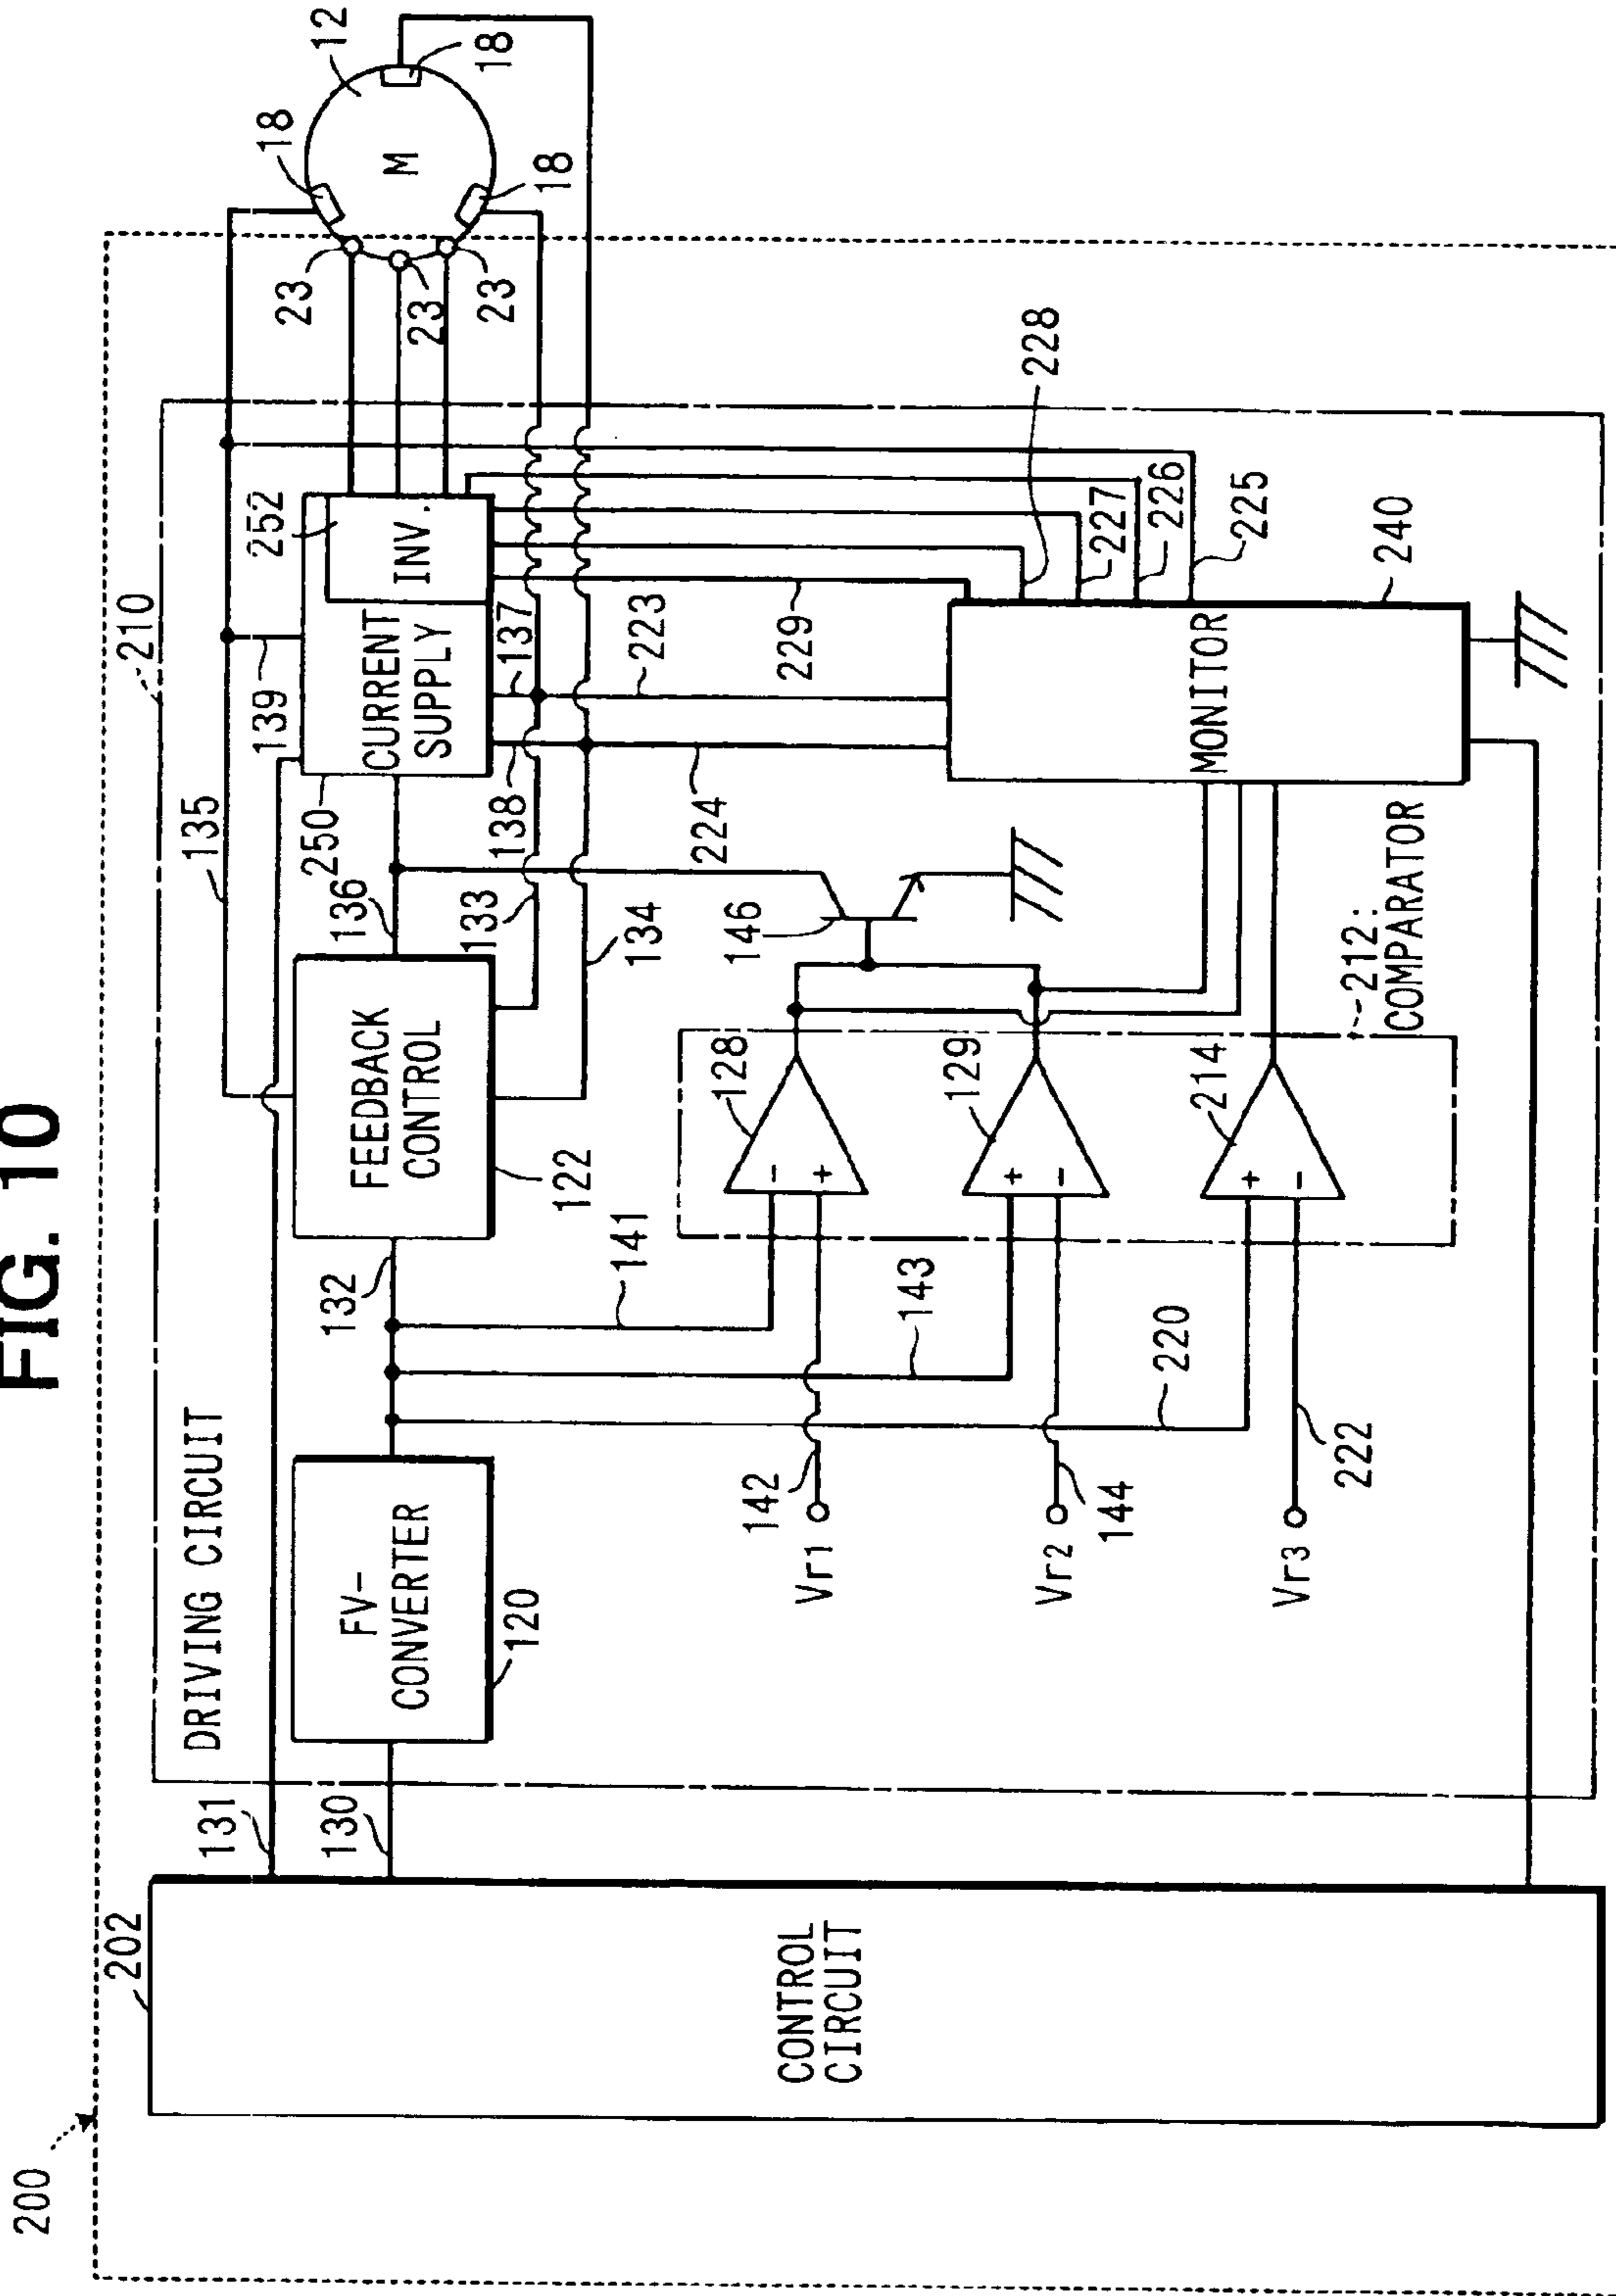 FIG. 10
200
202
CONTROL
CIRCUIT
131
130
DRIVING CIRCUIT
210
FV-
CONVERTER
120
132
FEEDBACK
CONTROL
122
135
136
133
134
139
250
CURRENT
SUPPLY
252
INV.
137
138
223
224
229
228
227
226
225
23
23
23
18
18
18
12
M
141
143
220
142
144
222
Vr1
Vr2
Vr3
128
- +
129
+ -
214
+ -
212:
COMPARATOR
146
MONITOR
240